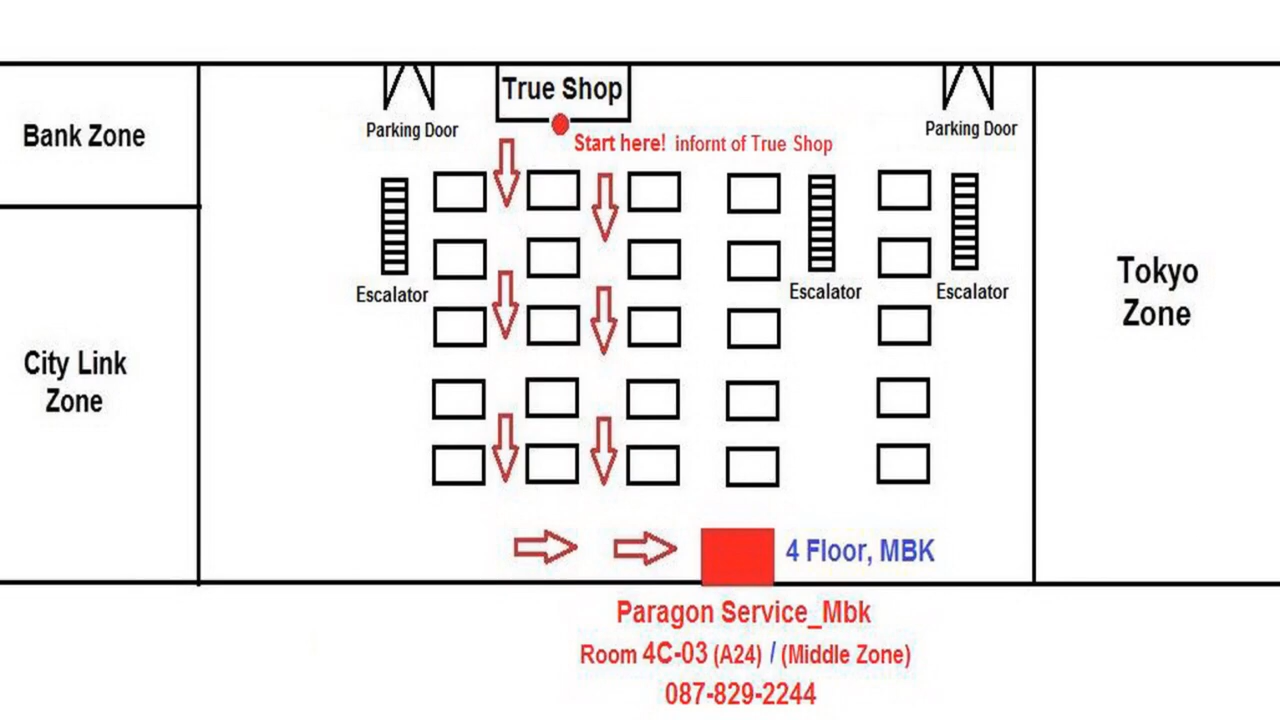 True Shop
Bank Zone
Parking Door
Parking Door
Start here! infornt of True Shop
Escalator
Escalator
Escalator
Tokyo
Zone
City Link
Zone
4 Floor, MBK
Paragon Service_Mbk
Room 4C-03 (A24) / (Middle Zone)
087-829-2244